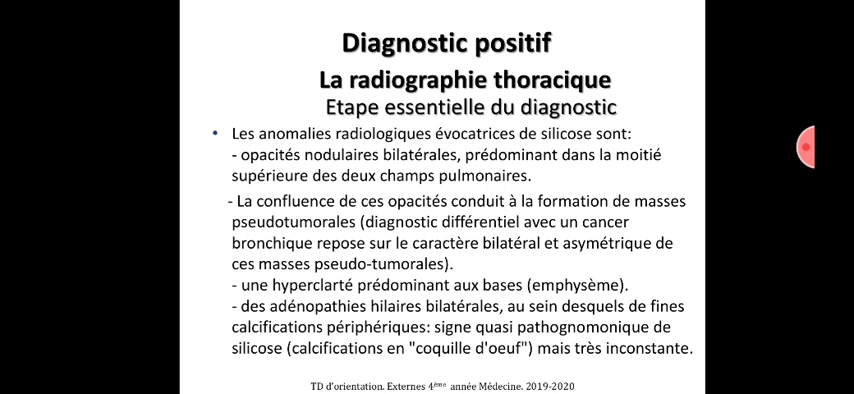 Diagnostic positif
La radiographie thoracique
Etape essentielle du diagnostic
• Les anomalies radiologiques évocatrices de silicose sont:
- opacités nodulaires bilatérales, prédominant dans la moitié
supérieure des deux champs pulmonaires.
- La confluence de ces opacités conduit à la formation de masses
pseudotumorales (diagnostic différentiel avec un cancer
bronchique repose sur le caractère bilatéral et asymétrique de
ces masses pseudo-tumorales).
- une hyperclarté prédominant aux bases (emphysème).
- des adénopathies hilaires bilatérales, au sein desquels de fines
calcifications périphériques: signe quasi pathognomonique de
silicose (calcifications en "coquille d'oeuf") mais très inconstante.
TD d'orientation. Externes 4ème année Médecine. 2019-2020